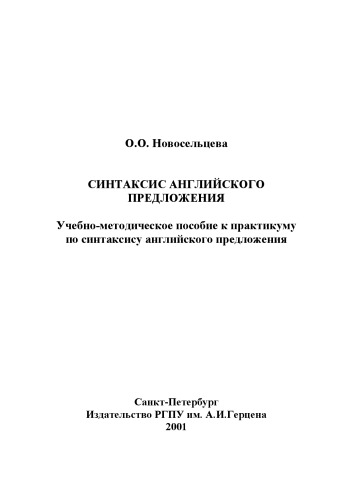 О.О. Новосельцева
СИНТАКСИС АНГЛИЙСКОГО
ПРЕДЛОЖЕНИЯ
Учебно-методическое пособие к практикуму
по синтаксису английского предложения
Санкт-Петербург
Издательство РГПУ им. А.И.Герцена
2001